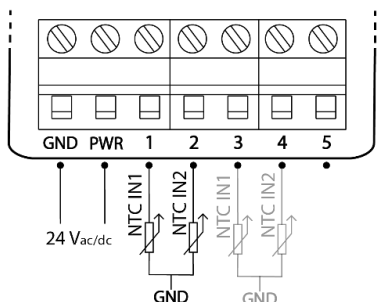 GND PWR 1 2 3 4 5
NTC IN1
NTC IN2
NTC IN1
NTC IN2
24 Vac/dc
GND
GND